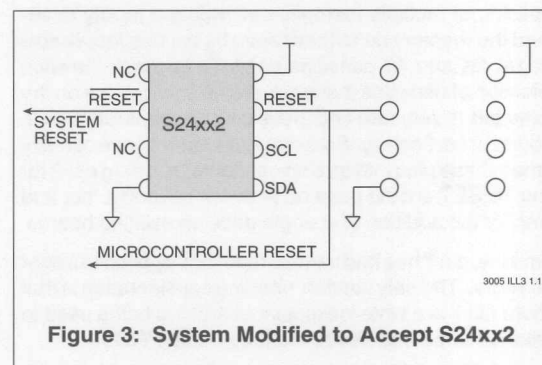 NC
RESET RESET
SYSTEM
RESET
S24xx2
NC SCL
SDA
MICROCONTROLLER RESET
3005 ILL3 1.1
Figure 3: System Modified to Accept S24xx2